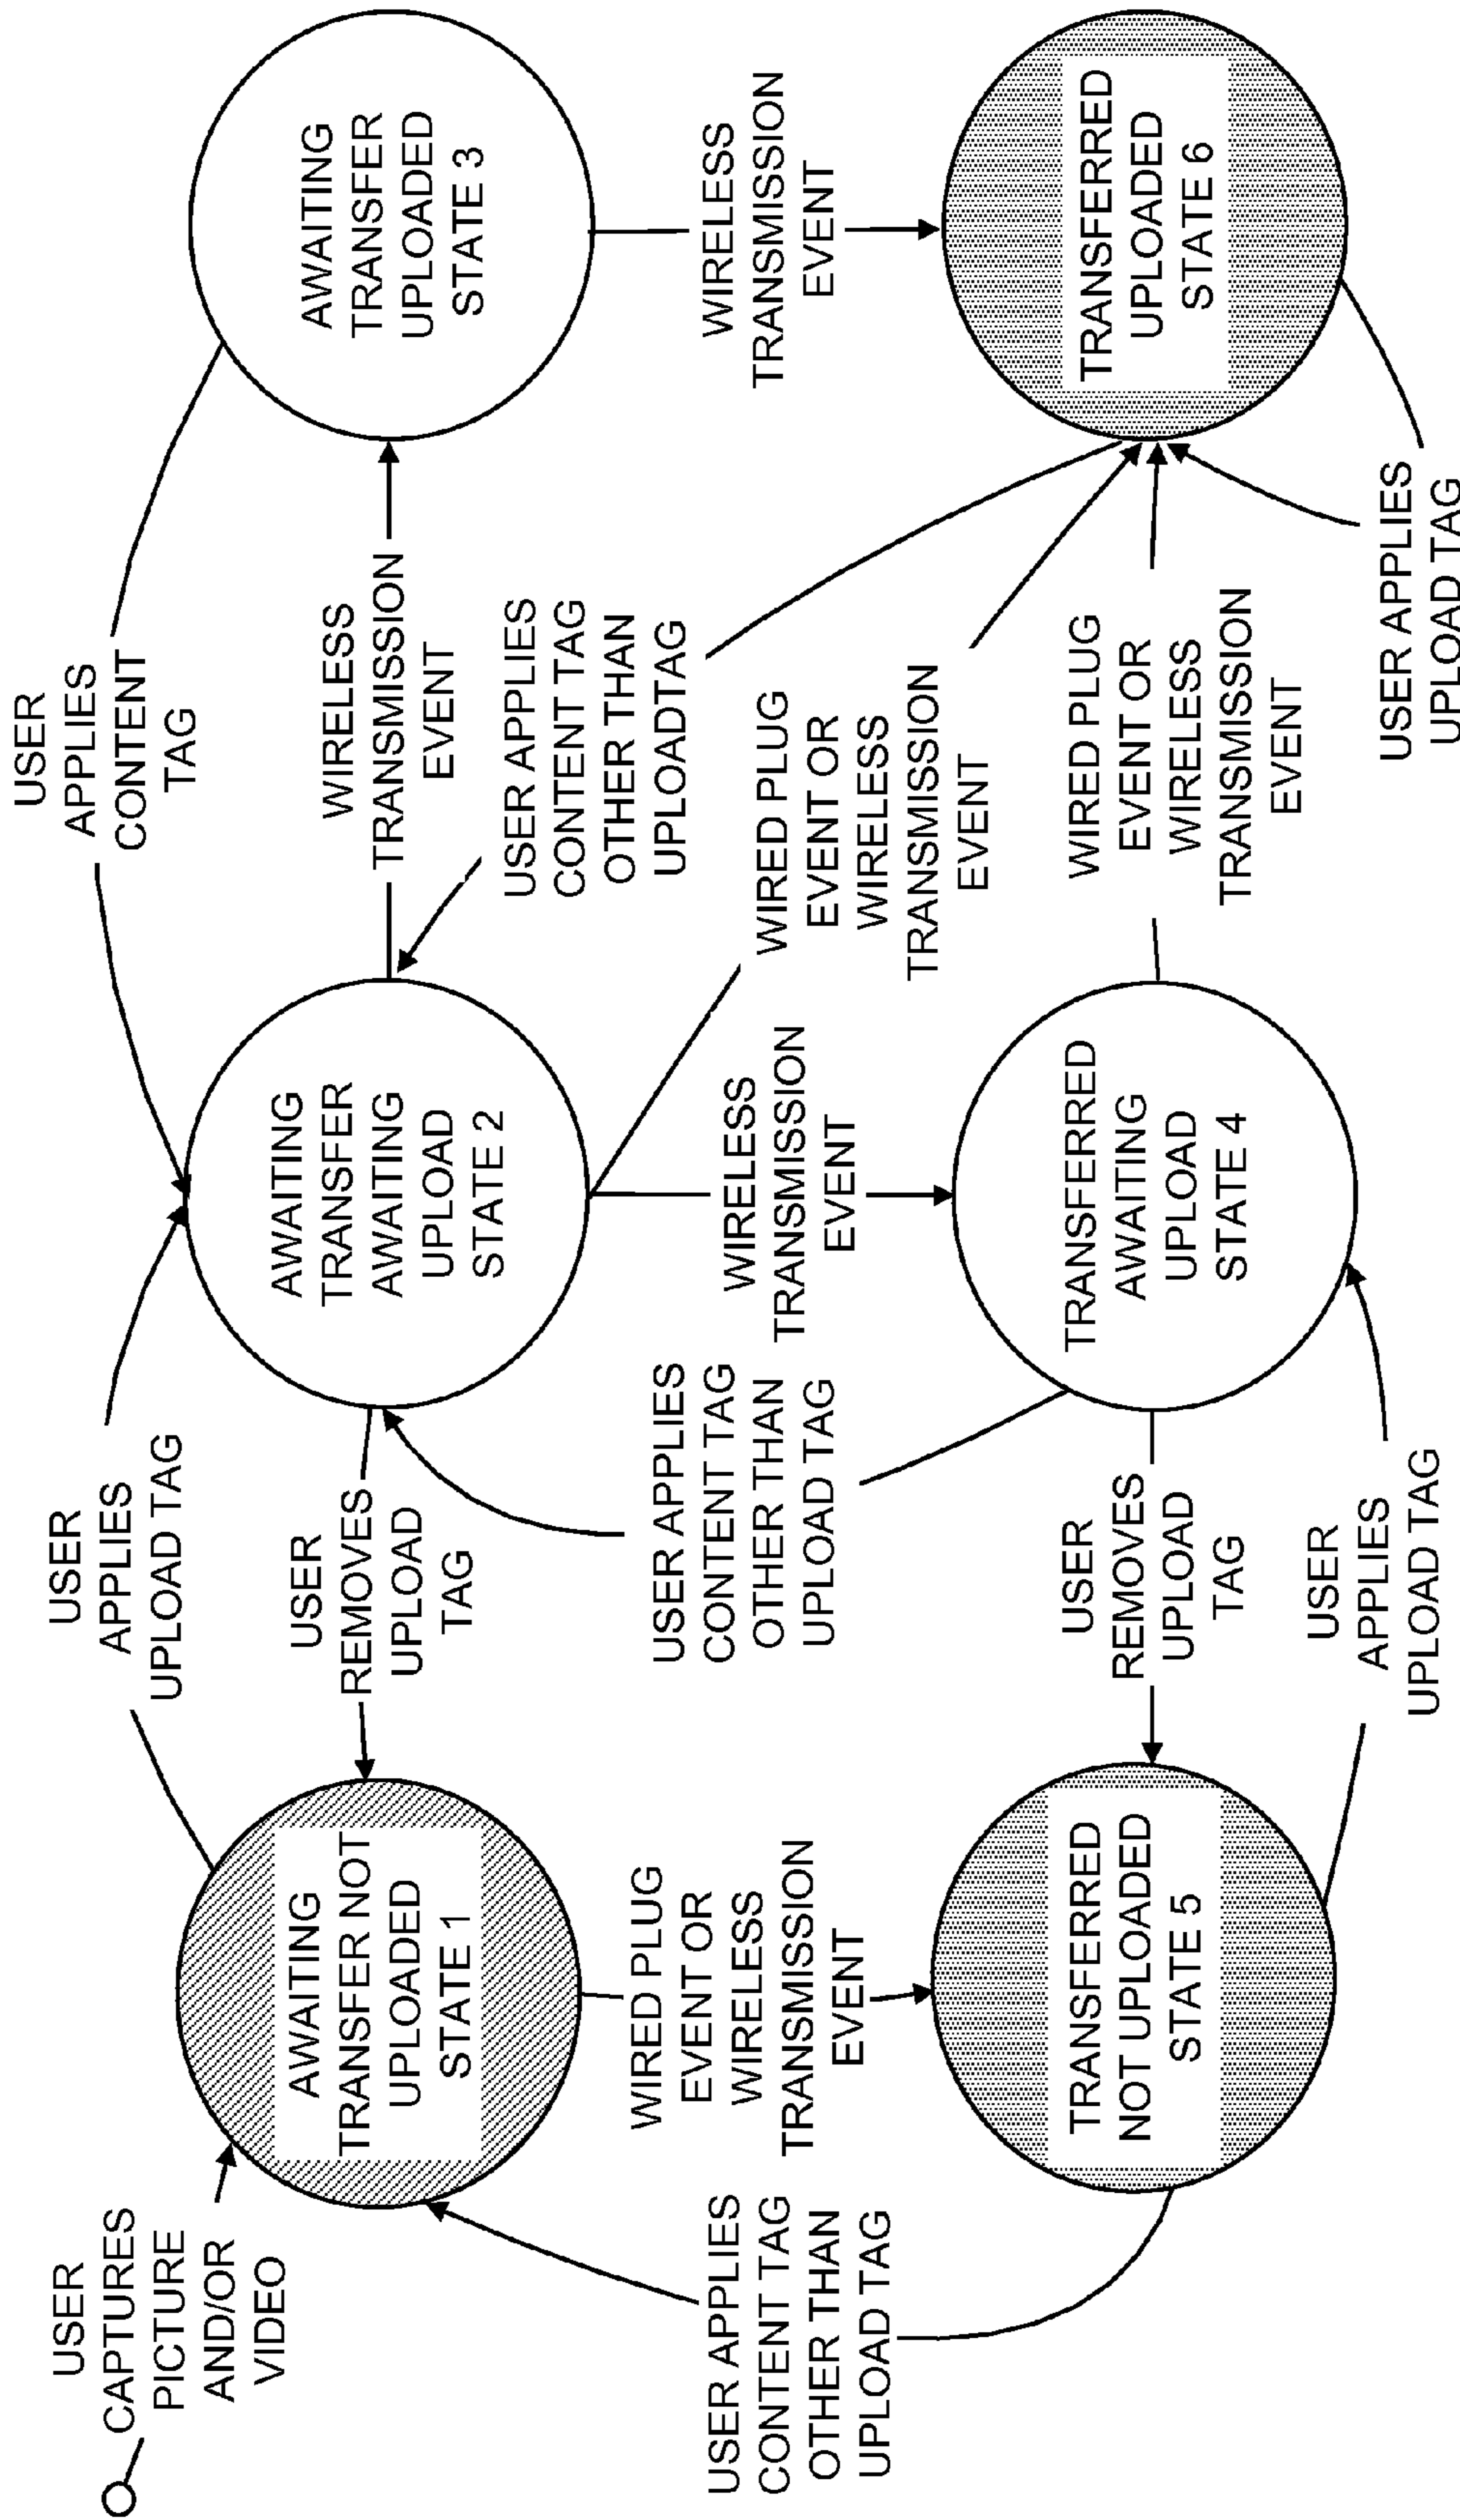 USER
CAPTURES
PICTURE
AND/OR
VIDEO
USER
APPLIES
UPLOAD TAG
USER
APPLIES
CONTENT
TAG
AWAITING
TRANSFER NOT
UPLOADED
STATE 1
USER
REMOVES
UPLOAD
TAG
AWAITING
TRANSFER
AWAITING
UPLOAD
STATE 2
WIRELESS
TRANSMISSION
EVENT
AWAITING
TRANSFER
UPLOADED
STATE 3
USER APPLIES
CONTENT TAG
OTHER THAN
UPLOAD TAG
WIRED PLUG
EVENT OR
WIRELESS
TRANSMISSION
EVENT
USER APPLIES
CONTENT TAG
OTHER THAN
UPLOAD TAG
WIRELESS
TRANSMISSION
EVENT
USER APPLIES
CONTENT TAG
OTHER THAN
UPLOADTAG
WIRED PLUG
EVENT OR
WIRELESS
TRANSMISSION
EVENT
WIRELESS
TRANSMISSION
EVENT
TRANSFERRED
NOT UPLOADED
STATE 5
USER
REMOVES
UPLOAD
TAG
TRANSFERRED
AWAITING
UPLOAD
STATE 4
WIRED PLUG
EVENT OR
WIRELESS
TRANSMISSION
EVENT
TRANSFERRED
UPLOADED
STATE 6
USER
APPLIES
UPLOAD TAG
USER APPLIES
UPLOAD TAG